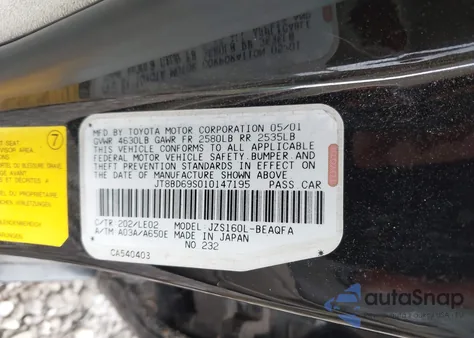 7
MFD BY TOYOTA MOTOR CORPORATION 05/01
GVWR 4630LB GAWR FR 2580LB RR 2535LB
THIS VEHICLE CONFORMS TO ALL APPLICABLE
FEDERAL MOTOR VEHICLE SAFETY, BUMPER AND
THEFT PREVENTION STANDARDS IN EFFECT ON
THE DATE OF MANUFACTURE SHOWN ABOVE.
JT8BD69S010147195 PASS CAR
C/TR 202/LE02 MODEL JZS160L-BEAQFA
A/TM A03A/A650E MADE IN JAPAN
NO 232
CA540403
autoSnap